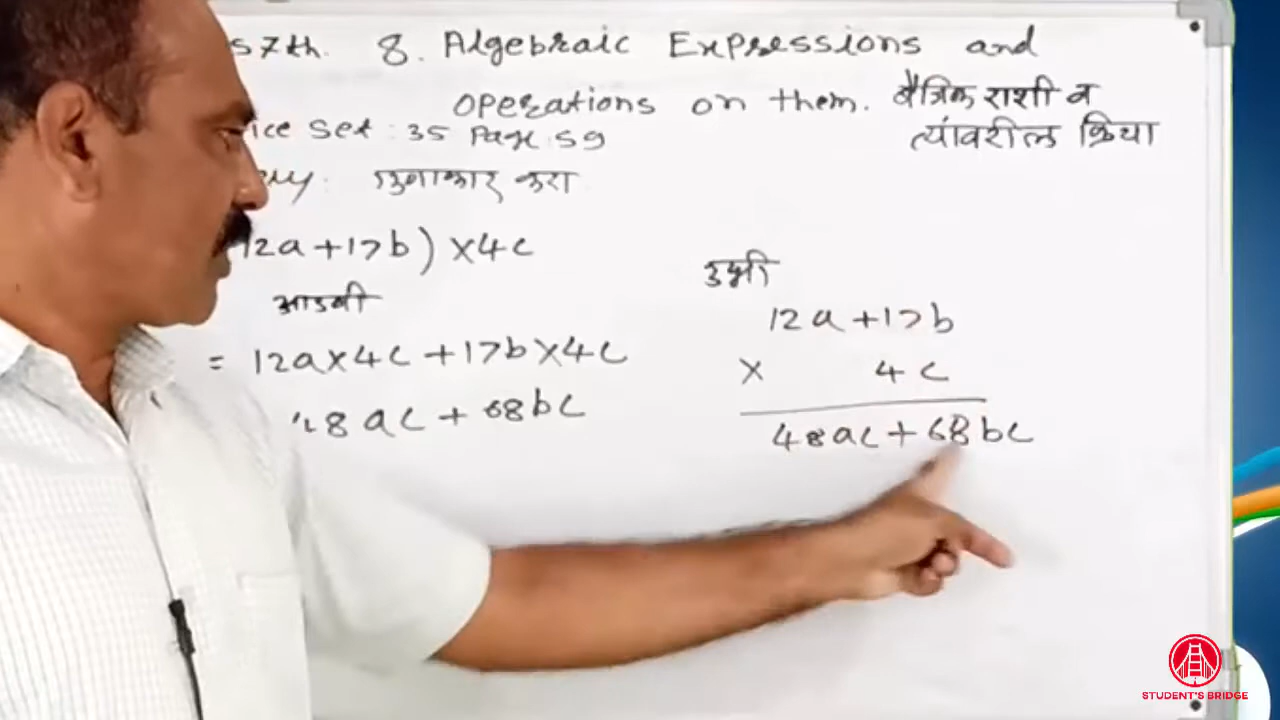 s 7th. 8. Algebraic Expressions and
operations on them. बैजिक राशी व
त्यांवरील क्रिया
ice set : 35 Page 59
गुणाकार करा
12a + 17b) × 4c
आडवी
= 12a × 4c + 17b × 4c
48ac + 68bc
उभी
12a + 17b
× 4c
48ac + 68bc
STUDENT'S BRIDGE